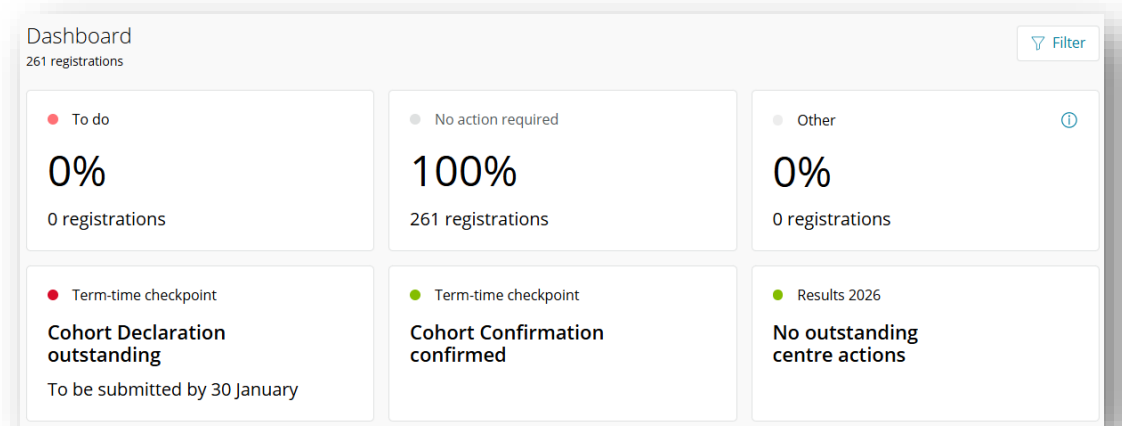 Dashboard
261 registrations
Filter
To do
0%
0 registrations
No action required
100%
261 registrations
Other
0%
0 registrations
Term-time checkpoint
Cohort Declaration
outstanding
To be submitted by 30 January
Term-time checkpoint
Cohort Confirmation
confirmed
Results 2026
No outstanding
centre actions